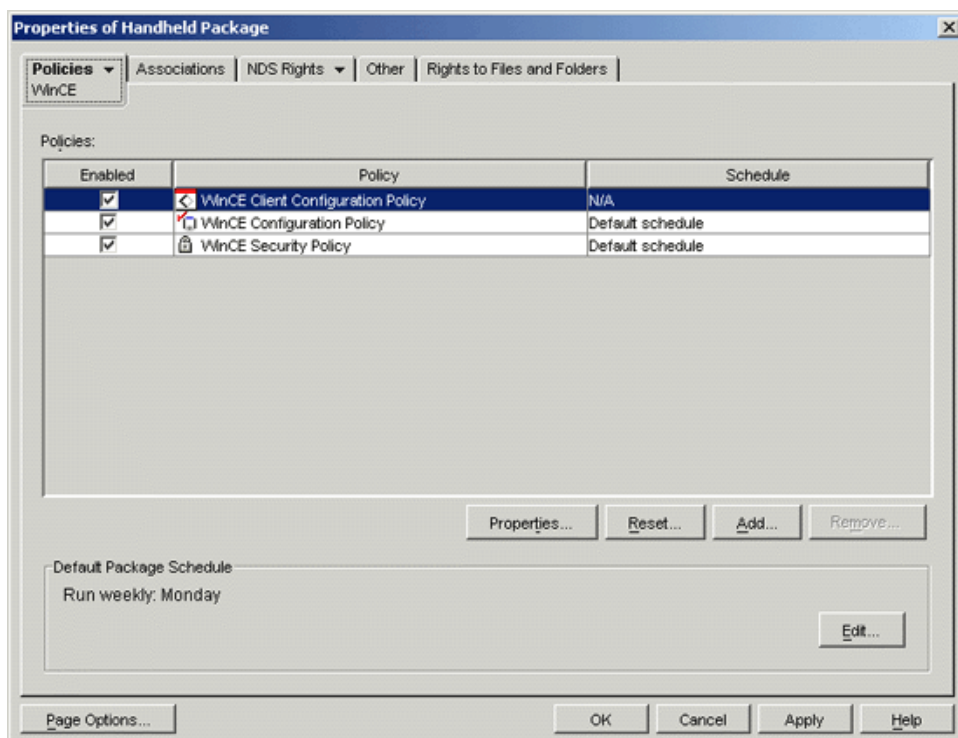 Properties of Handheld Package
Policies Associations NDS Rights Other Rights to Files and Folders
WinCE
Policies:
Enabled Policy Schedule
WinCE Client Configuration Policy N/A
WinCE Configuration Policy Default schedule
WinCE Security Policy Default schedule
Properties... Reset... Add... Remove...
Default Package Schedule
Run weekly: Monday
Edit...
Page Options... OK Cancel Apply Help